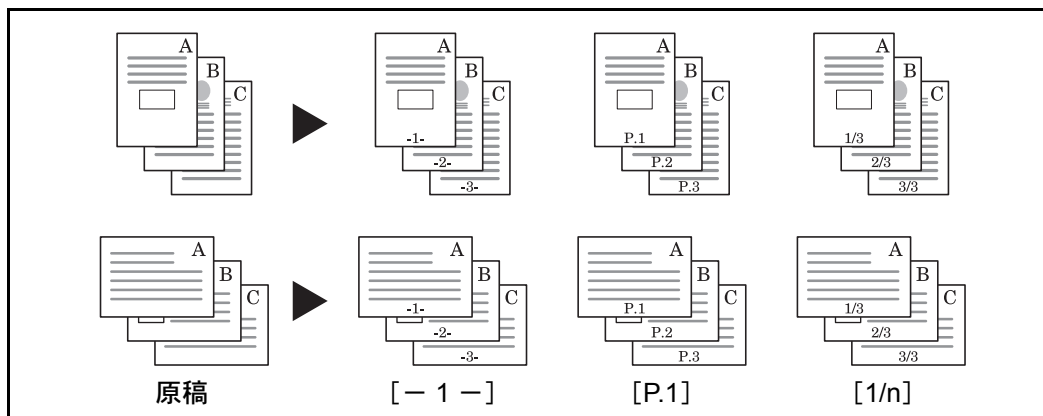 A B C
A B C -1- -2- -3-
A B C P.1 P.2 P.3
A B C 1/3 2/3 3/3
A B C
A B C -1- -2- -3-
A B C P.1 P.2 P.3
A B C 1/3 2/3 3/3
原稿 [− 1 −] [P.1] [1/n]